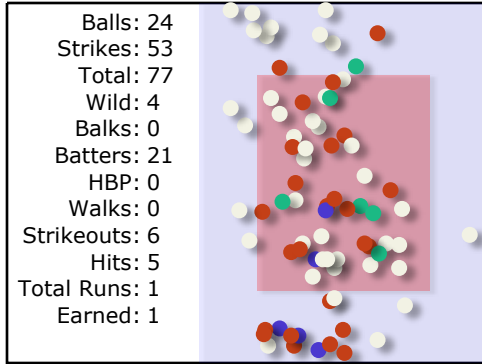 Balls: 24
Strikes: 53
Total: 77
Wild: 4
Balks: 0
Batters: 21
HBP: 0
Walks: 0
Strikeouts: 6
Hits: 5
Total Runs: 1
Earned: 1